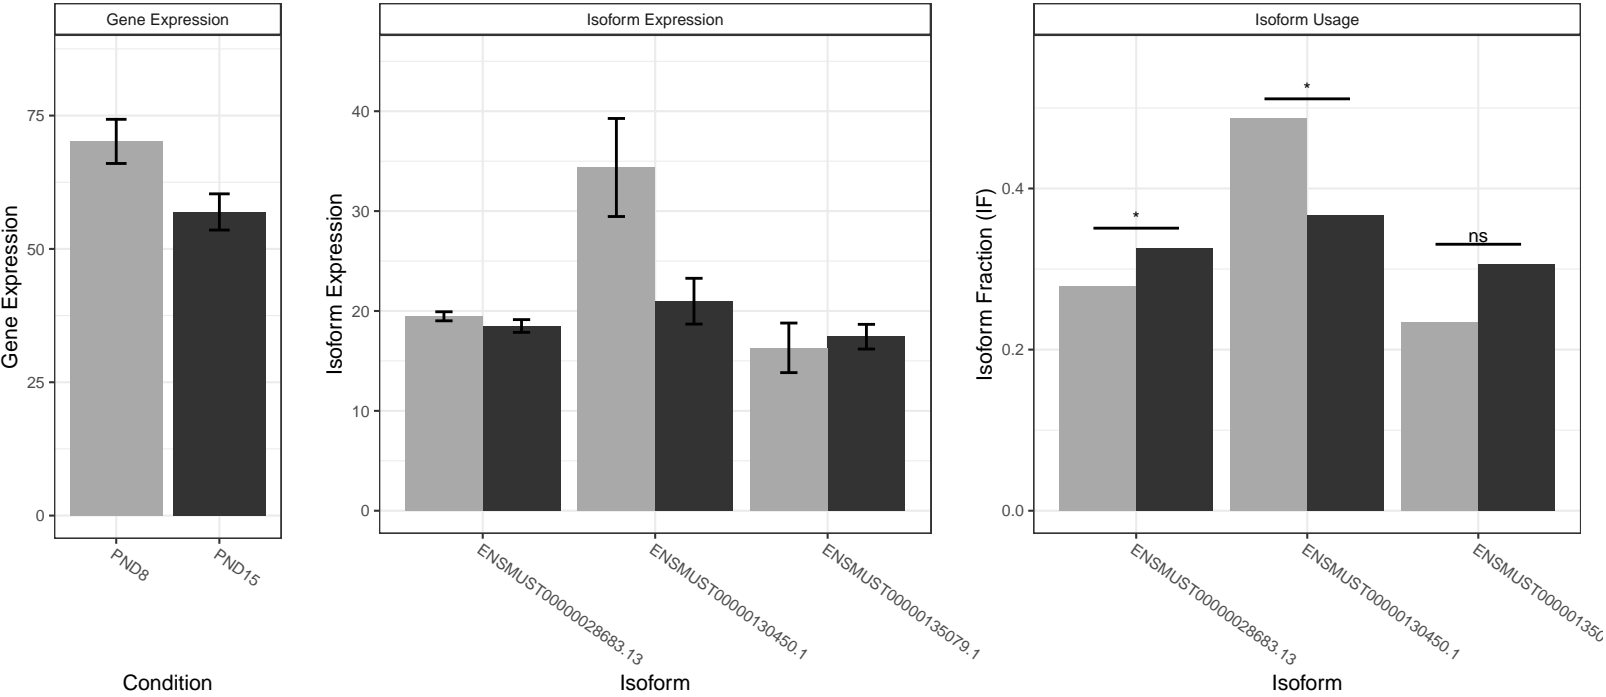 Gene Expression
Isoform Expression
Isoform Usage
Gene Expression
75
50
25
0
PND8
PND15
Condition
Isoform Expression
40
30
20
10
0
ENSMUST00000028683.13
ENSMUST00000130450.1
ENSMUST00000135079.1
Isoform
Isoform Fraction (IF)
0.4
0.2
0.0
*
*
ns
ENSMUST00000028683.13
ENSMUST00000130450.1
ENSMUST000001350
Isoform